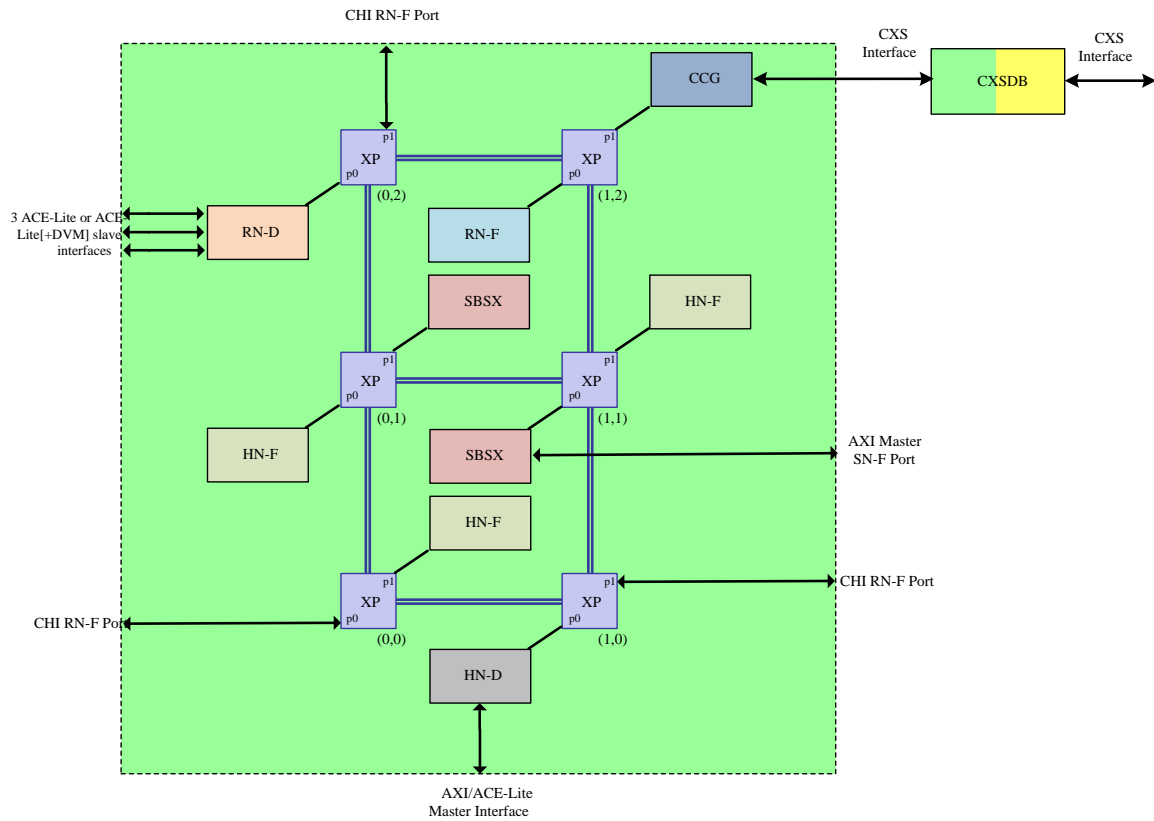 CHI RN-F Port
CXS
Interface
CXS
Interface
CCG
CXSDB
p1
XP
p0
(0,2)
p1
XP
p0
(1,2)
3 ACE-Lite or ACE-
Lite[+DVM] slave
interfaces
RN-D
RN-F
SBSX
HN-F
p1
XP
p0
(0,1)
p1
XP
p0
(1,1)
HN-F
SBSX
AXI Master
SN-F Port
HN-F
p1
XP
p0
(0,0)
p1
XP
p0
(1,0)
CHI RN-F Port
CHI RN-F Port
HN-D
AXI/ACE-Lite
Master Interface